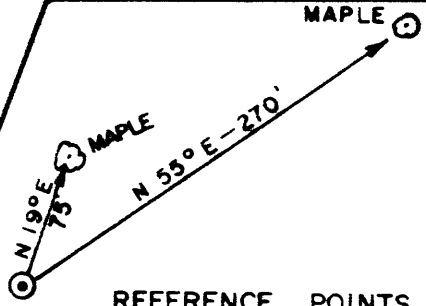 MAPLE
MAPLE
N 19° E
75'
N 55° E – 270'
REFERENCE POINTS